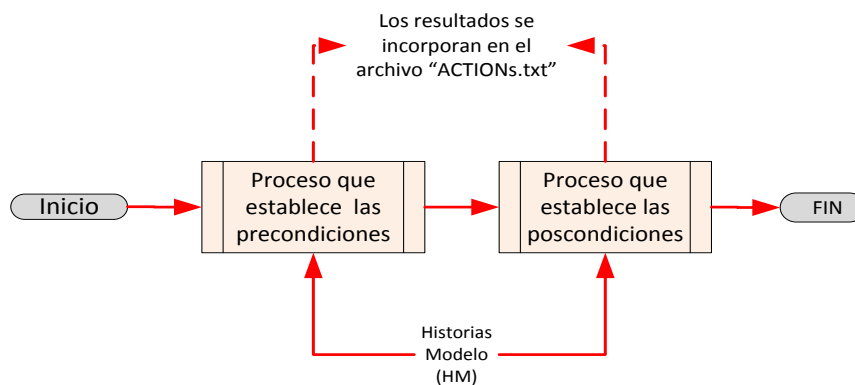 Los resultados se
incorporan en el
archivo “ACTIONs.txt”
Inicio
Proceso que
establece las
precondiciones
Proceso que
establece las
poscondiciones
FIN
Historias
Modelo
(HM)